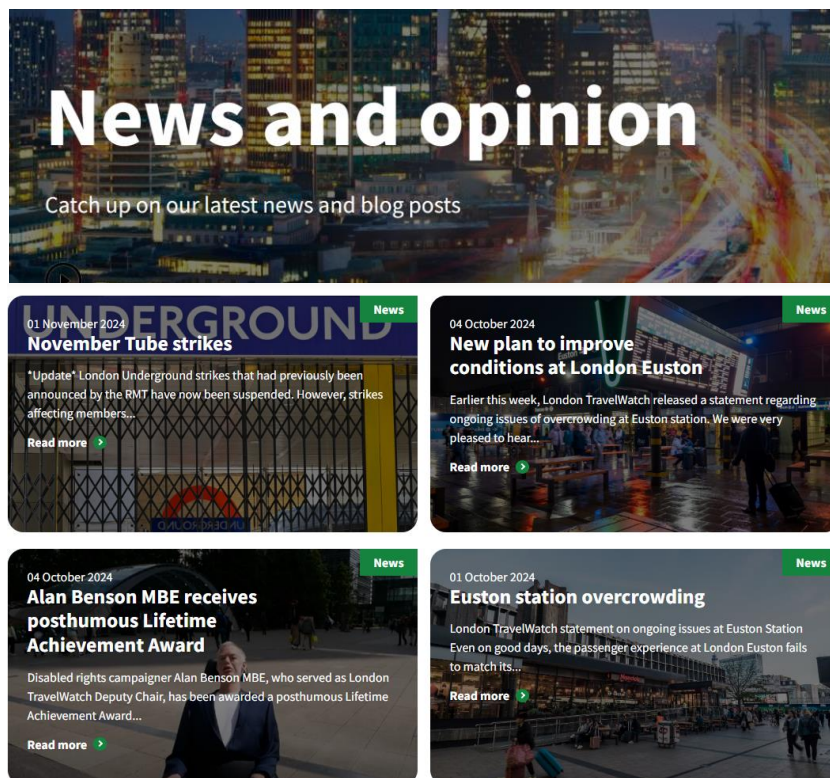 News and opinion
Catch up on our latest news and blog posts
UNDERGROUND
News
01 November 2024
November Tube strikes
*Update* London Underground strikes that had previously been
announced by the RMT have now been suspended. However, strikes
affecting members...
Read more
UNDERGROUND
News
04 October 2024
New plan to improve
conditions at London Euston
Euston
Earlier this week, London TravelWatch released a statement regarding
ongoing issues of overcrowding at Euston station. We were very
pleased to hear...
Read more
News
04 October 2024
Alan Benson MBE receives
posthumous Lifetime
Achievement Award
Disabled rights campaigner Alan Benson MBE, who served as London
TravelWatch Deputy Chair, has been awarded a posthumous Lifetime
Achievement Award...
Read more
News
01 October 2024
Euston station overcrowding
London TravelWatch statement on ongoing issues at Euston Station
Even on good days, the passenger experience at London Euston fails
to match its...
Read more